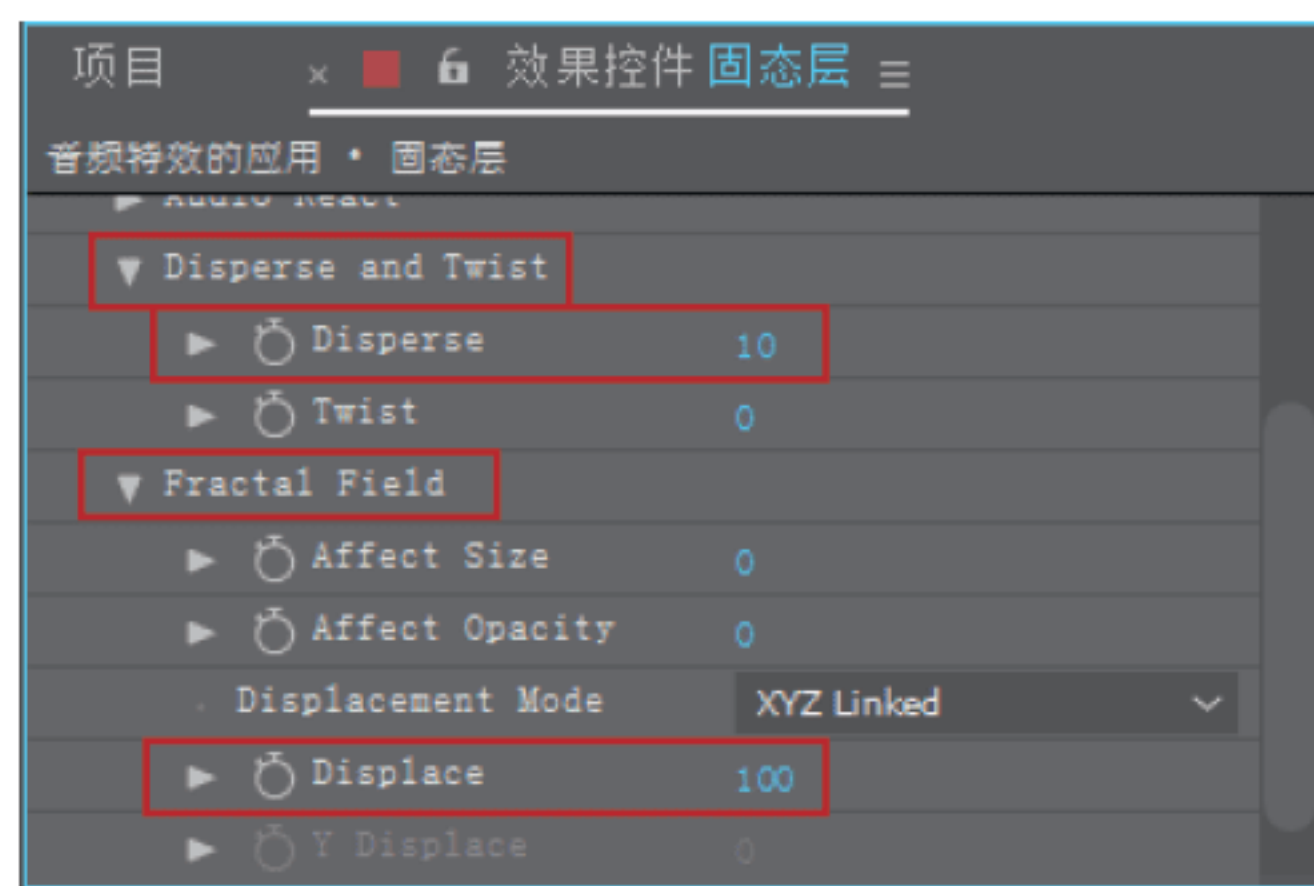 项目 × 效果控件 固态层 ≡
音频特效的应用 • 固态层
Audio React
Disperse and Twist
Disperse 10
Twist 0
Fractal Field
Affect Size 0
Affect Opacity 0
Displacement Mode XYZ Linked
Displace 100
Y Displace 0